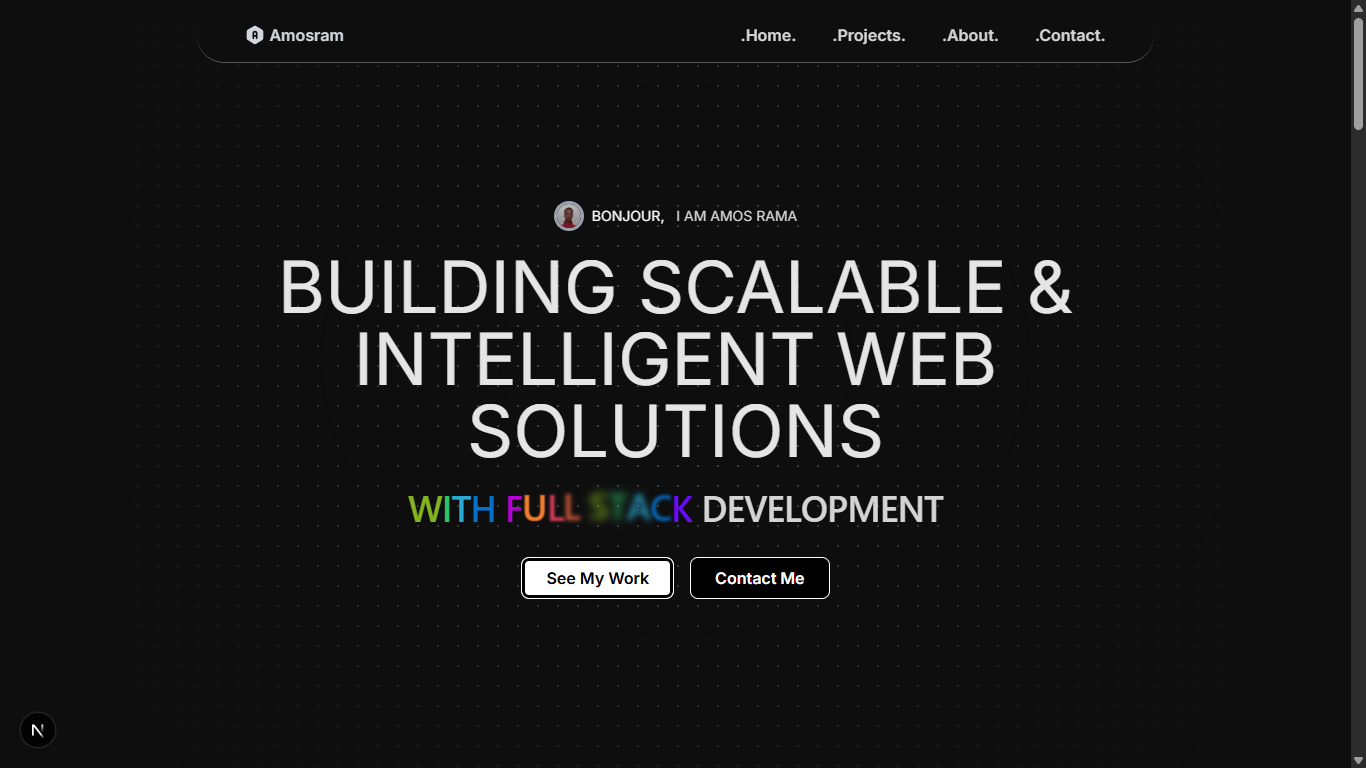 Amosram
.Home. .Projects. .About. .Contact.
BONJOUR, I AM AMOS RAMA
BUILDING SCALABLE &
INTELLIGENT WEB
SOLUTIONS
WITH FULL STACK DEVELOPMENT
See My Work
Contact Me
N